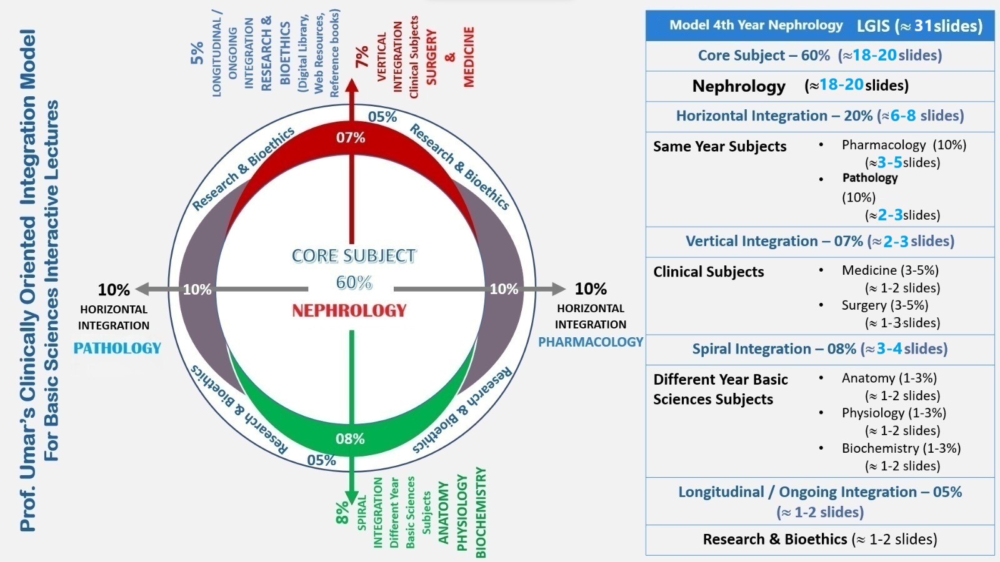 Prof. Umar's Clinically Oriented Integration Model
For Basic Sciences Interactive Lectures
5%
LONGITUDINAL /
ONGOING
INTEGRATION
RESEARCH &
BIOETHICS
(Digital Library,
Web Resources,
Reference books)
7%
VERTICAL
INTEGRATION
Clinical Subjects
SURGERY
&
MEDICINE
05%
07%
Research & Bioethics
Research & Bioethics
CORE SUBJECT
60%
NEPHROLOGY
10%
10%
10%
HORIZONTAL
INTEGRATION
PATHOLOGY
10%
HORIZONTAL
INTEGRATION
PHARMACOLOGY
Research & Bioethics
Research & Bioethics
08%
05%
8%
SPIRAL
INTEGRATION
Different Year
Basic Sciences
Subjects
ANATOMY
PHYSIOLOGY
BIOCHEMISTRY
Model 4th Year Nephrology LGIS (≈ 31slides)
Core Subject – 60% (≈18-20slides)
Nephrology (≈18-20slides)
Horizontal Integration – 20% (≈6-8 slides)
Same Year Subjects
• Pharmacology (10%)
(≈3-5slides)
• Pathology
(10%)
(≈2-3slides)
Vertical Integration – 07% (≈2-3slides)
Clinical Subjects
• Medicine (3-5%)
(≈ 1-2 slides)
• Surgery (3-5%)
(≈ 1-3slides)
Spiral Integration – 08% (≈3-4slides)
Different Year Basic
Sciences Subjects
• Anatomy (1-3%)
(≈ 1-2 slides)
• Physiology (1-3%)
(≈ 1-2 slides)
• Biochemistry (1-3%)
(≈ 1-2 slides)
Longitudinal / Ongoing Integration – 05%
(≈ 1-2 slides)
Research & Bioethics (≈ 1-2 slides)